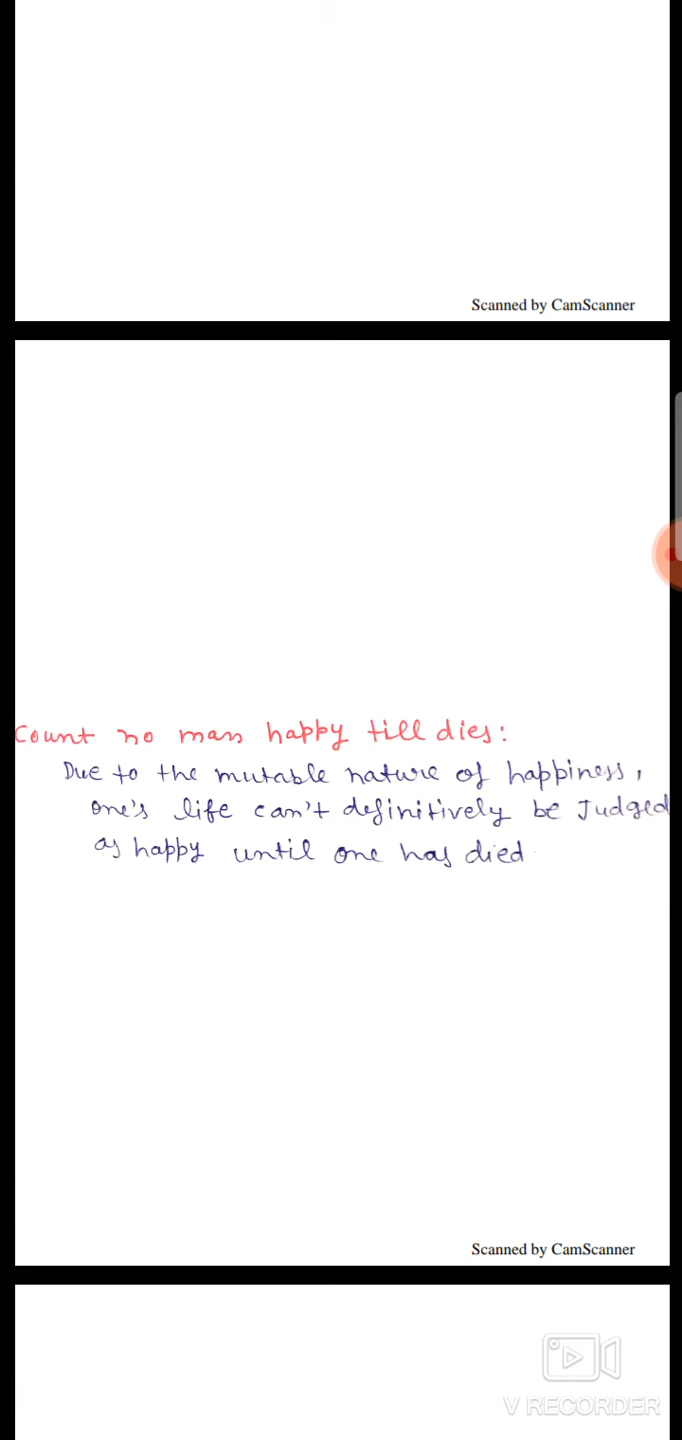 Scanned by CamScanner
Count no man happy till dies:
Due to the mutable nature of happiness,
one's life can't definitively be Judged
as happy until one has died
Scanned by CamScanner
V RECORDER